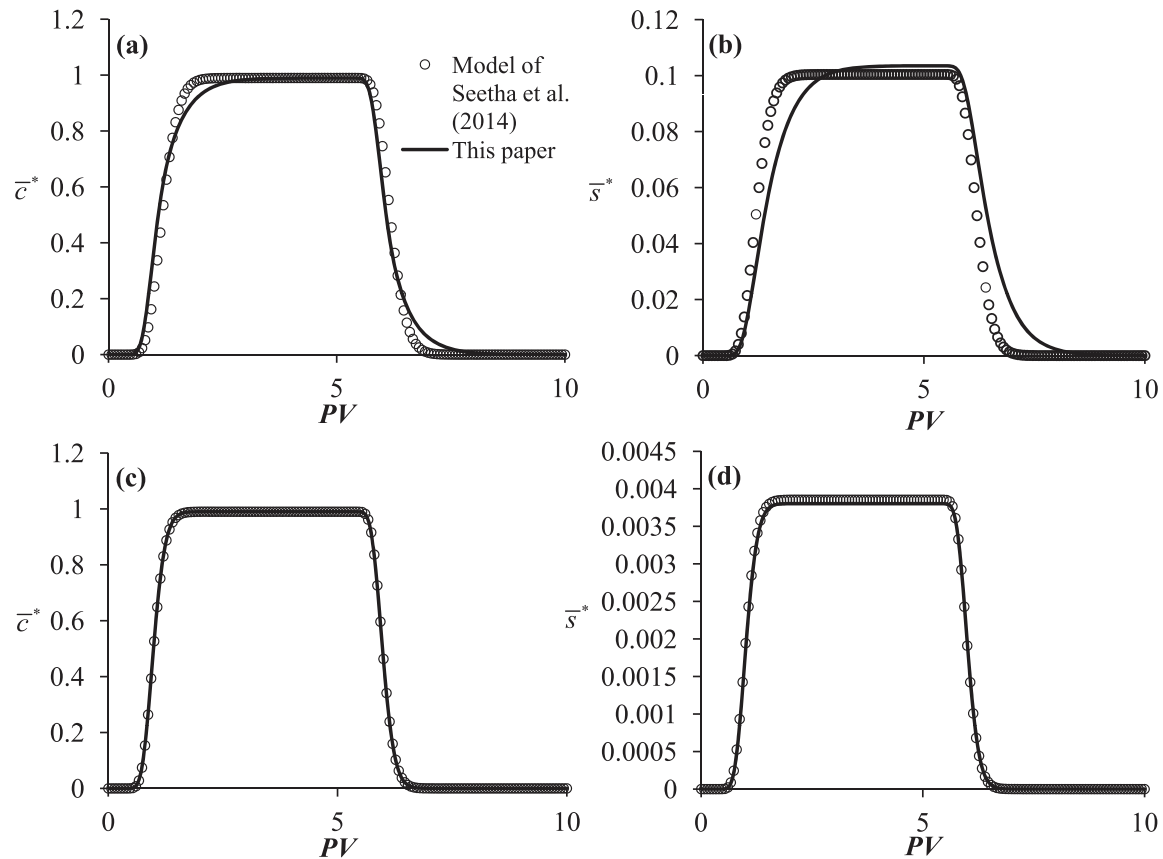 (a)
1.2
1
0.8
0.6
0.4
0.2
0
c̅*
0
5
10
PV
Model of
Seetha et al.
(2014)
This paper
(b)
0.12
0.1
0.08
0.06
0.04
0.02
0
s̅*
0
5
10
PV
(c)
1.2
1
0.8
0.6
0.4
0.2
0
c̅*
0
5
10
PV
(d)
0.0045
0.004
0.0035
0.003
0.0025
0.002
0.0015
0.001
0.0005
0
s̅*
0
5
10
PV